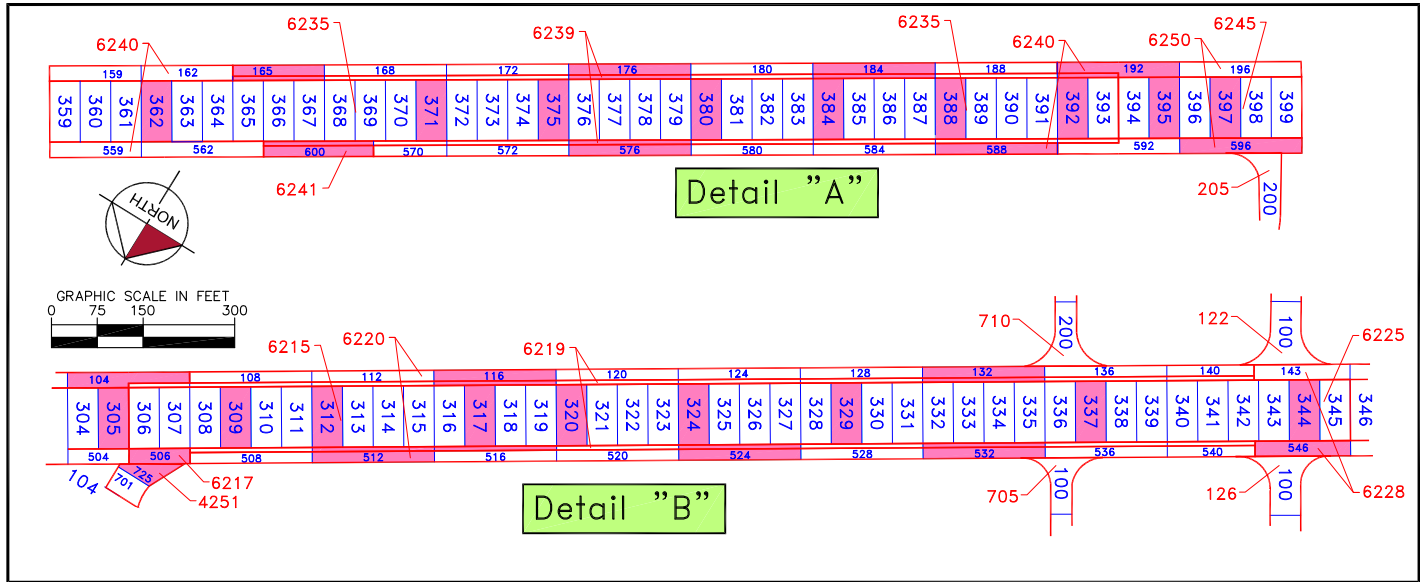 6240 6235 6239 6235 6240 6250 6245
159 162 165 168 172 176 180 184 188 192 196
359 360 361 362 363 364 365 366 367 368 369 370 371 372 373 374 375 376 377 378 379 380 381 382 383 384 385 386 387 388 389 390 391 392 393 394 395 396 397 398 399
559 562 600 570 572 576 580 584 588 592 596
6241 Detail "A" 205 200
NORTH
GRAPHIC SCALE IN FEET
0 75 150 300
6215 6220 6219 710 200 122 100 6225
104 108 112 116 120 124 128 132 136 140 143
304 305 306 307 308 309 310 311 312 313 314 315 316 317 318 319 320 321 322 323 324 325 326 327 328 329 330 331 332 333 334 335 336 337 338 339 340 341 342 343 344 345 346
504 506 508 512 516 520 524 528 532 536 540 546
104 701 725 6217 4251 705 100 126 100 6228
Detail "B"